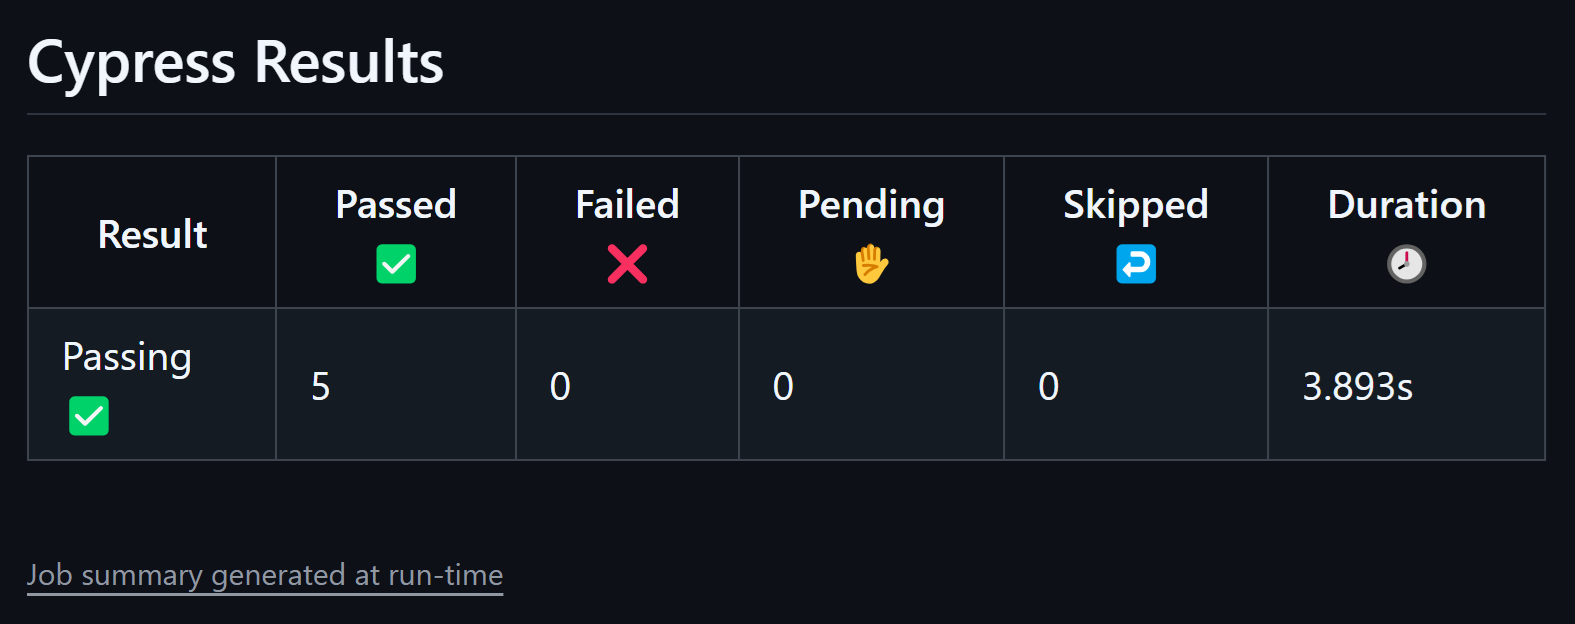 Cypress Results
Result
Passed
Failed
Pending
Skipped
Duration
Passing
5
0
0
0
3.893s
Job summary generated at run-time